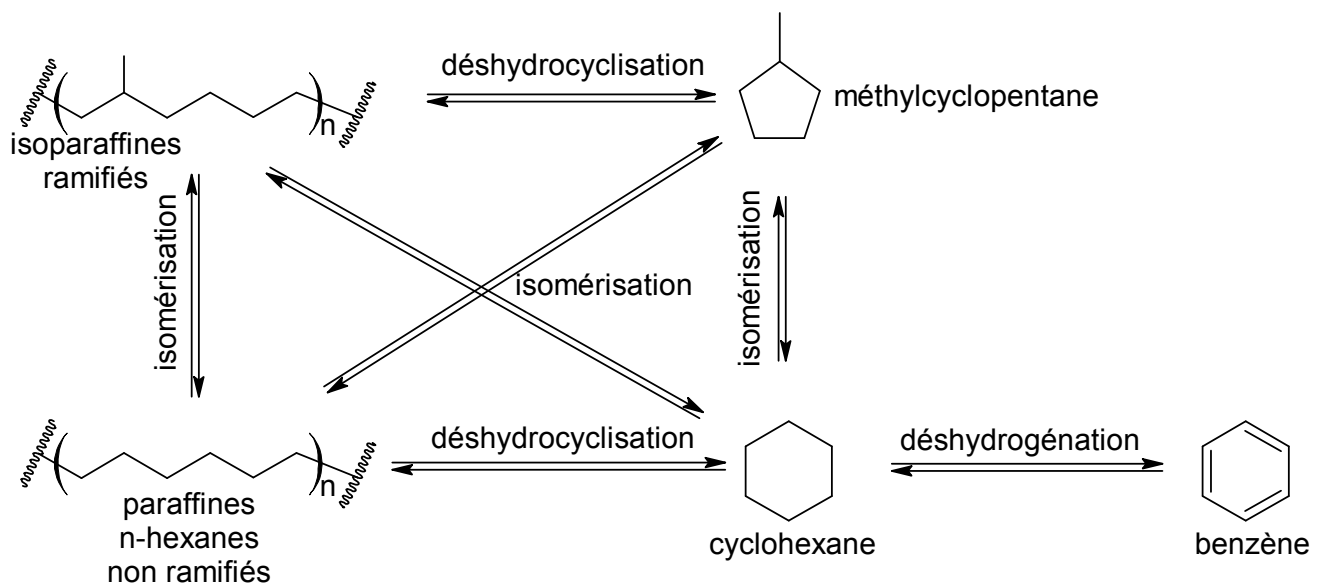 déshydrocyclisation
n
méthylcyclopentane
isoparaffines
ramifiés
isomérisation
isomérisation
isomérisation
déshydrocyclisation
déshydrogénation
n
paraffines
n-hexanes
non ramifiés
cyclohexane
benzène